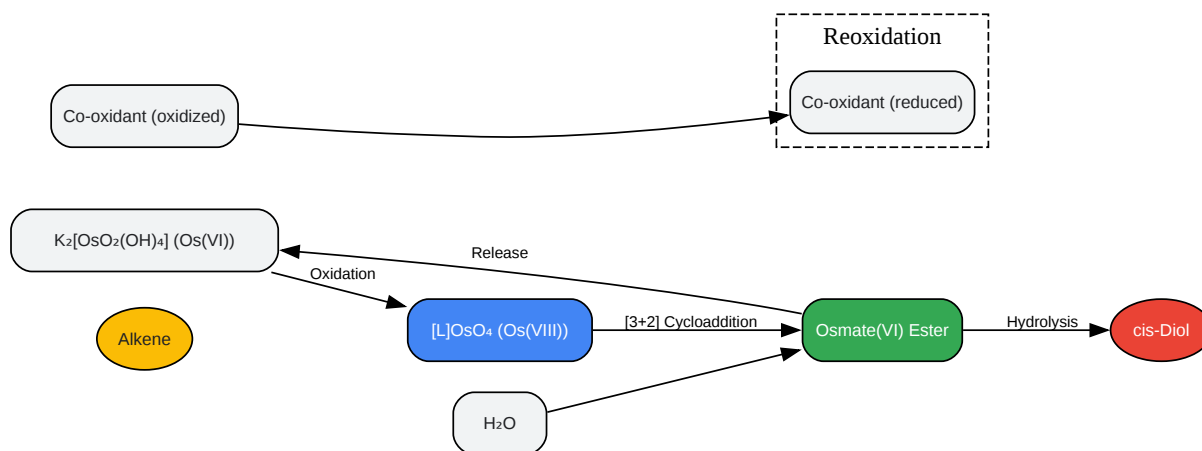 Reoxidation
Co-oxidant (oxidized)
Co-oxidant (reduced)
K₂[OsO₂(OH)₄] (Os(VI))
Release
Oxidation
Alkene
[L]OsO₄ (Os(VIII))
[3+2] Cycloaddition
Osmate(VI) Ester
Hydrolysis
cis-Diol
H₂O